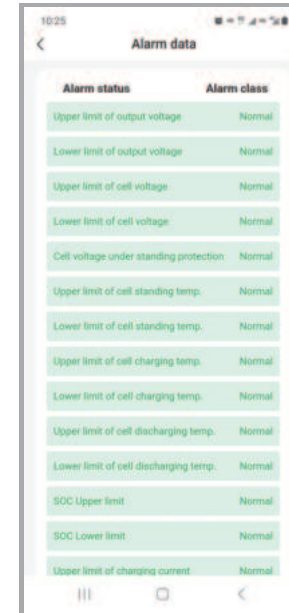 10:25
Alarm data
Alarm status Alarm class
Upper limit of output voltage Normal
Lower limit of output voltage Normal
Upper limit of cell voltage Normal
Lower limit of cell voltage Normal
Cell voltage under standing protection Normal
Upper limit of cell standing temp. Normal
Lower limit of cell standing temp. Normal
Upper limit of cell charging temp. Normal
Lower limit of cell charging temp. Normal
Upper limit of cell discharging temp. Normal
Lower limit of cell discharging temp. Normal
SOC Upper limit Normal
SOC Lower limit Normal
Upper limit of charging current Normal